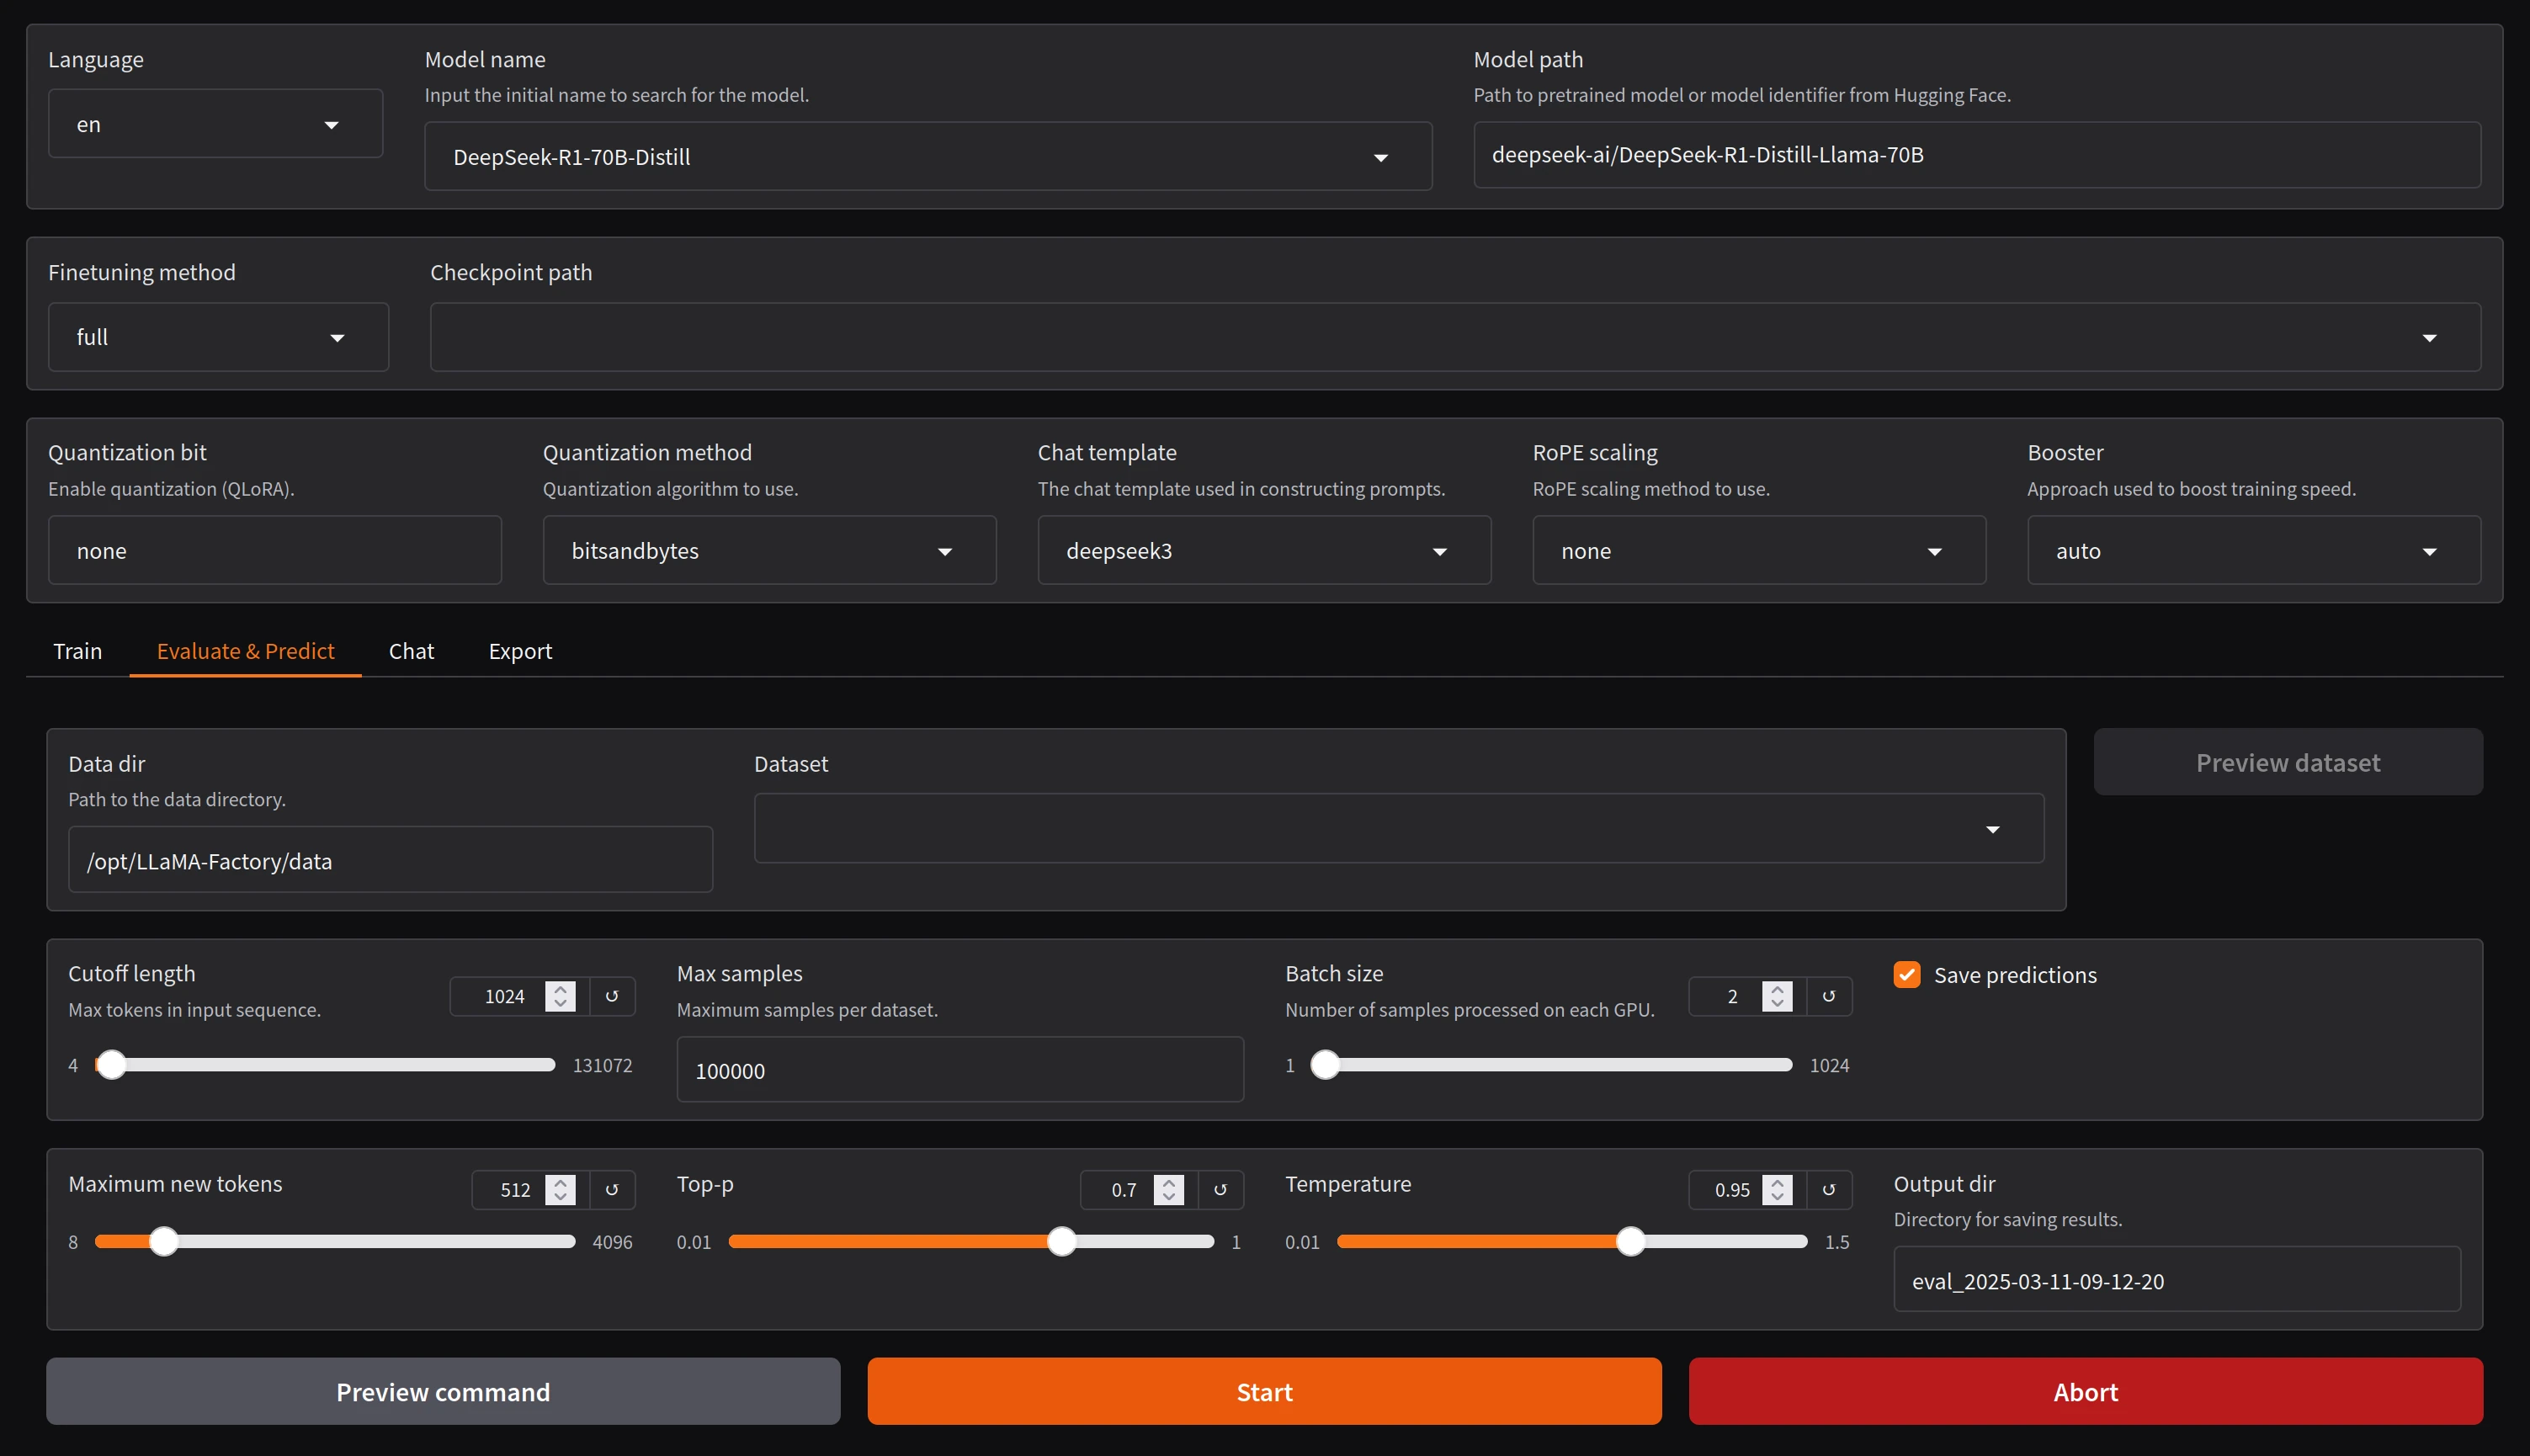 Language
en
Model name
Input the initial name to search for the model.
DeepSeek-R1-70B-Distill
Model path
Path to pretrained model or model identifier from Hugging Face.
deepseek-ai/DeepSeek-R1-Distill-Llama-70B
Finetuning method
full
Checkpoint path
Quantization bit
Enable quantization (QLoRA).
none
Quantization method
Quantization algorithm to use.
bitsandbytes
Chat template
The chat template used in constructing prompts.
deepseek3
RoPE scaling
RoPE scaling method to use.
none
Booster
Approach used to boost training speed.
auto
Train
Evaluate & Predict
Chat
Export
Data dir
Path to the data directory.
/opt/LLaMA-Factory/data
Dataset
Preview dataset
Cutoff length
Max tokens in input sequence.
1024
↺
4
131072
Max samples
Maximum samples per dataset.
100000
Batch size
Number of samples processed on each GPU.
2
↺
1
1024
Save predictions
Maximum new tokens
512
↺
8
4096
Top-p
0.7
↺
0.01
1
Temperature
0.95
↺
0.01
1.5
Output dir
Directory for saving results.
eval_2025-03-11-09-12-20
Preview command
Start
Abort